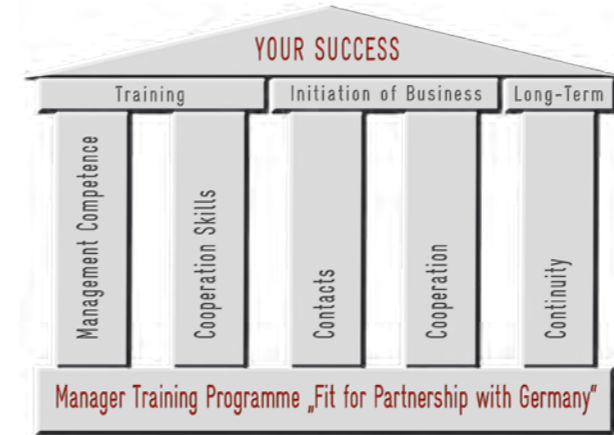 YOUR SUCCESS
Training
Initiation of Business
Long-Term
Management Competence
Cooperation Skills
Contacts
Cooperation
Continuity
Manager Training Programme „Fit for Partnership with Germany“